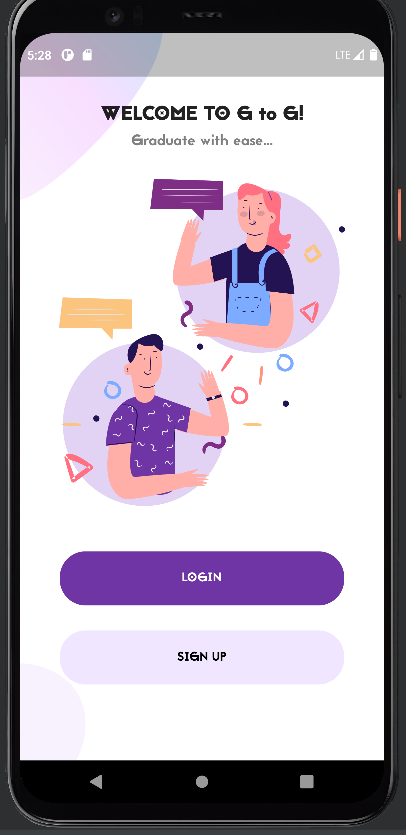 5:28
LTE
WELCOME TO G to G!
Graduate with ease...
LOGIN
SIGN UP